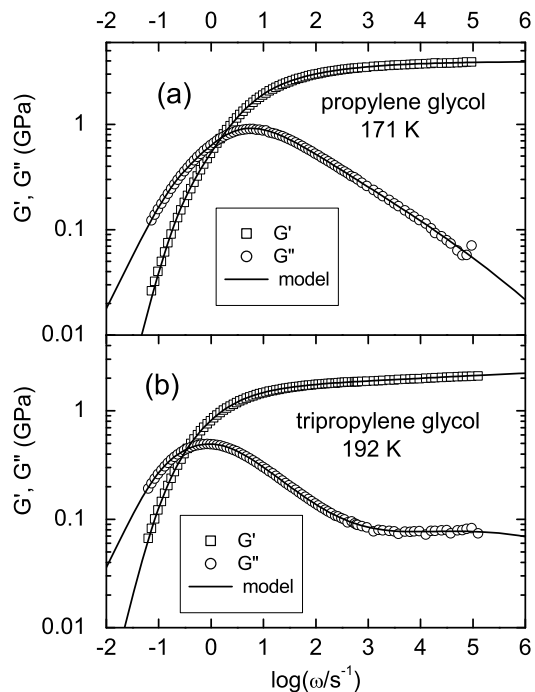 -2 -1 0 1 2 3 4 5 6
(a)
propylene glycol
171 K
G', G" (GPa)
1
0.1
0.01
G'
G"
model
(b)
tripropylene glycol
192 K
G', G" (GPa)
1
0.1
0.01
G'
G"
model
-2 -1 0 1 2 3 4 5 6
log(ω/s⁻¹)